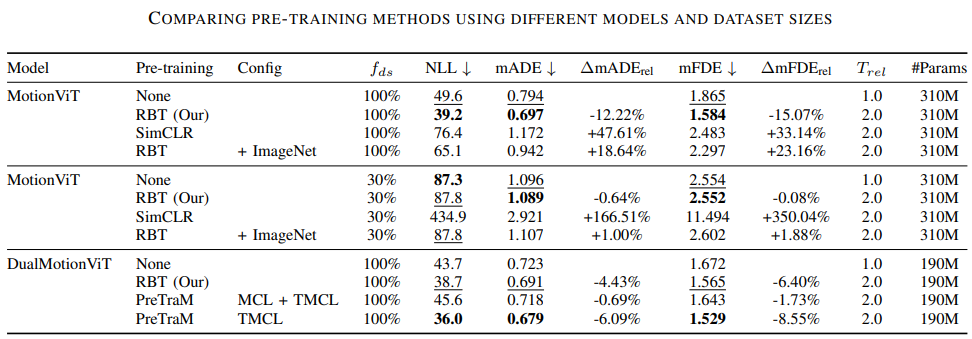 COMPARING PRE-TRAINING METHODS USING DIFFERENT MODELS AND DATASET SIZES
Model Pre-training Config f_ds NLL ↓ mADE ↓ ΔmADE_rel mFDE ↓ ΔmFDE_rel T_rel #Params
MotionViT None 100% 49.6 0.794 1.865 1.0 310M
RBT (Our) 100% 39.2 0.697 -12.22% 1.584 -15.07% 2.0 310M
SimCLR 100% 76.4 1.172 +47.61% 2.483 +33.14% 2.0 310M
RBT + ImageNet 100% 65.1 0.942 +18.64% 2.297 +23.16% 2.0 310M
MotionViT None 30% 87.3 1.096 2.554 1.0 310M
RBT (Our) 30% 87.8 1.089 -0.64% 2.552 -0.08% 2.0 310M
SimCLR 30% 434.9 2.921 +166.51% 11.494 +350.04% 2.0 310M
RBT + ImageNet 30% 87.8 1.107 +1.00% 2.602 +1.88% 2.0 310M
DualMotionViT None 100% 43.7 0.723 1.672 1.0 190M
RBT (Our) 100% 38.7 0.691 -4.43% 1.565 -6.40% 2.0 190M
PreTraM MCL + TMCL 100% 45.6 0.718 -0.69% 1.643 -1.73% 2.0 190M
PreTraM TMCL 100% 36.0 0.679 -6.09% 1.529 -8.55% 2.0 190M